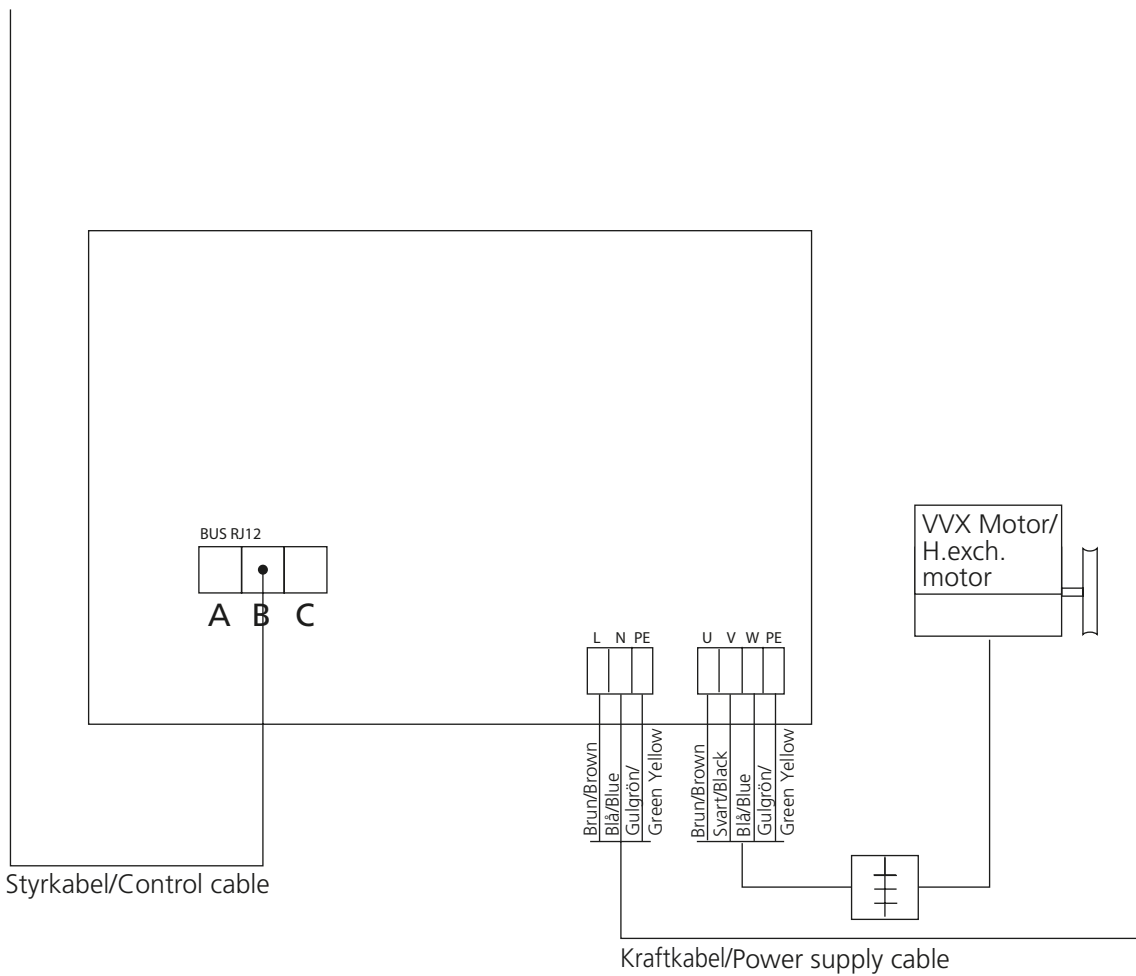 BUS RJ12
A B C
VVX Motor/
H.exch.
motor
L N PE
U V W PE
Brun/Brown
Blå/Blue
Gulgrön/
Green Yellow
Brun/Brown
Svart/Black
Blå/Blue
Gulgrön/
Green Yellow
Styrkabel/Control cable
Kraftkabel/Power supply cable